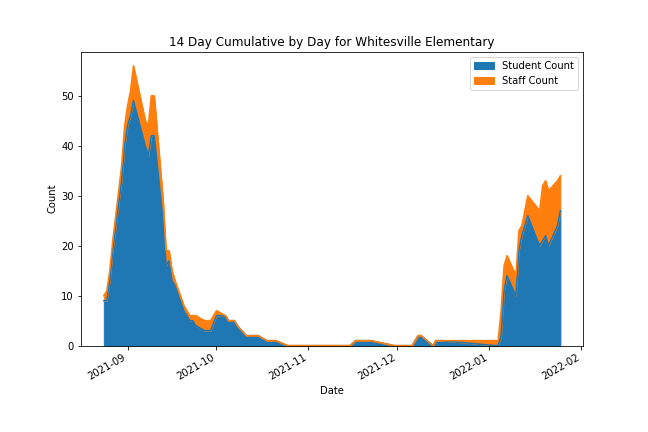 14 Day Cumulative by Day for Whitesville Elementary
Student Count
Staff Count
Count
50
40
30
20
10
0
2021-09
2021-10
2021-11
2021-12
2022-01
2022-02
Date